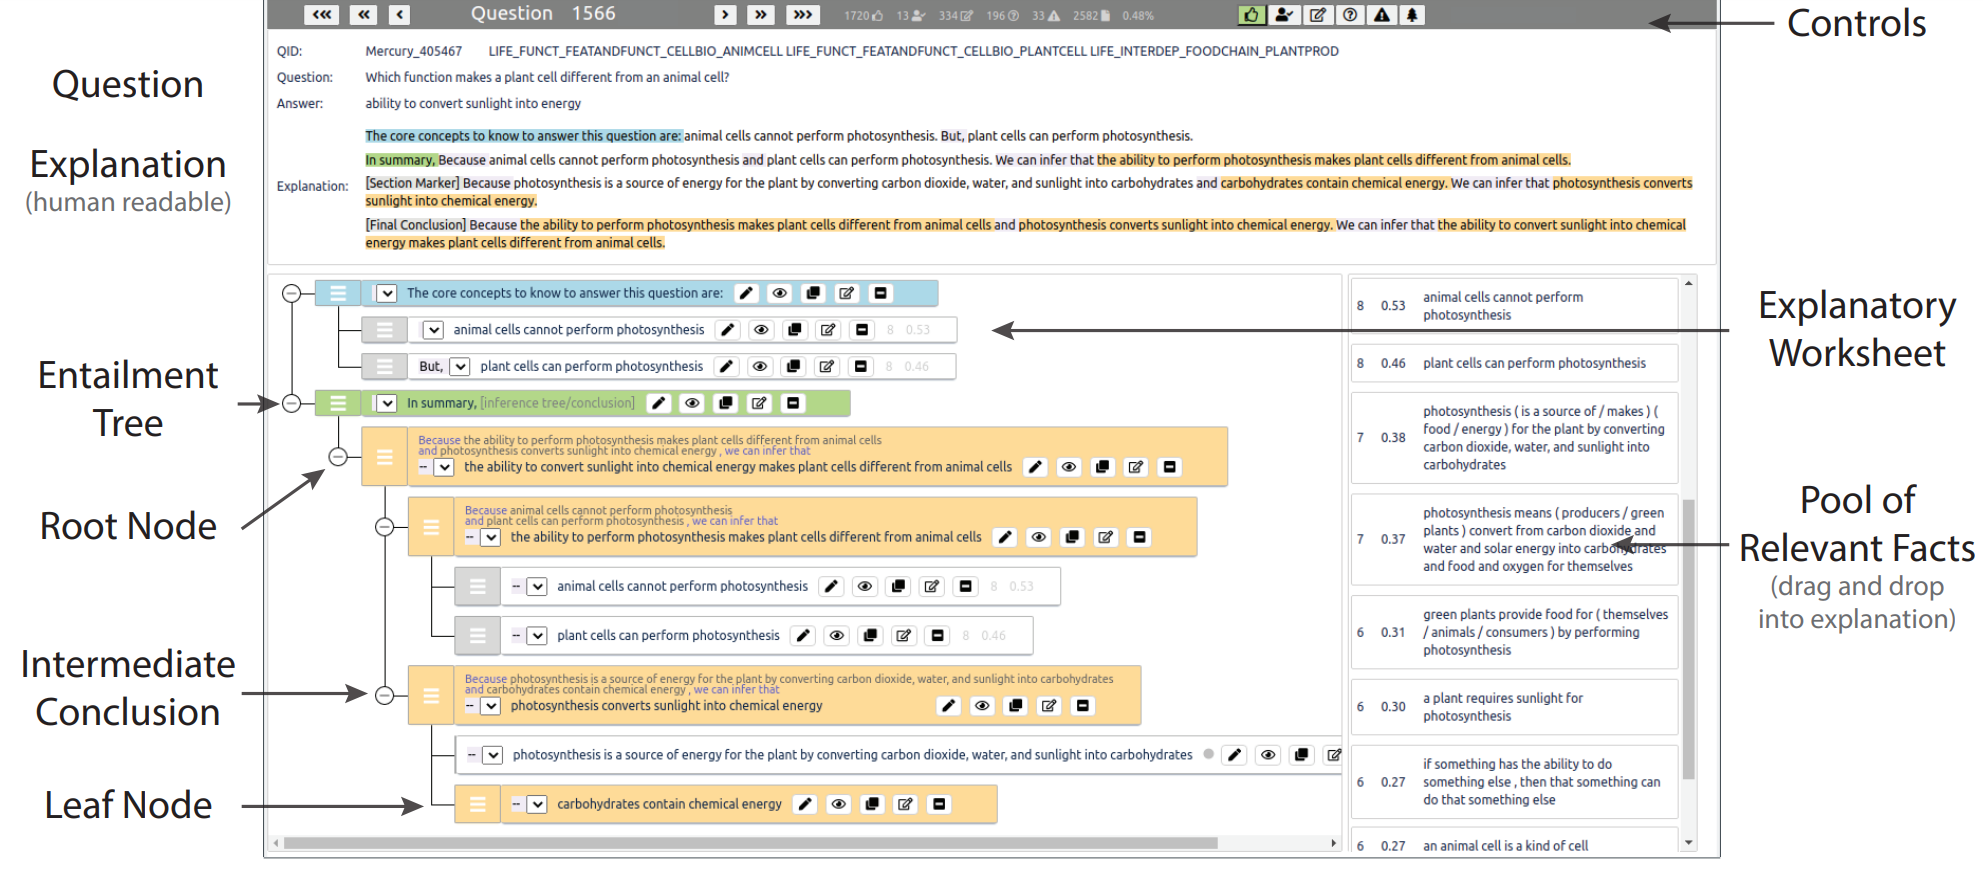 Question 1566
1720 13 334 196 33 2582 0.48%
Controls
QID: Mercury_405467 LIFE_FUNCT_FEATANDFUNCT_CELLBIO_ANIMCELL LIFE_FUNCT_FEATANDFUNCT_CELLBIO_PLANTCELL LIFE_INTERDEP_FOODCHAIN_PLANTPROD
Question: Which function makes a plant cell different from an animal cell?
Answer: ability to convert sunlight into energy
Question
Explanation
(human readable)
Explanation:
The core concepts to know to answer this question are: animal cells cannot perform photosynthesis. But, plant cells can perform photosynthesis.
In summary, Because animal cells cannot perform photosynthesis and plant cells can perform photosynthesis. We can infer that the ability to perform photosynthesis makes plant cells different from animal cells.
[Section Marker] Because photosynthesis is a source of energy for the plant by converting carbon dioxide, water, and sunlight into carbohydrates and carbohydrates contain chemical energy. We can infer that photosynthesis converts
sunlight into chemical energy.
[Final Conclusion] Because the ability to perform photosynthesis makes plant cells different from animal cells and photosynthesis converts sunlight into chemical energy. We can infer that the ability to convert sunlight into chemical
energy makes plant cells different from animal cells.
The core concepts to know to answer this question are:
animal cells cannot perform photosynthesis 8 0.53
But, plant cells can perform photosynthesis 8 0.46
In summary, [inference tree/conclusion]
Because the ability to perform photosynthesis makes plant cells different from animal cells
and photosynthesis converts sunlight into chemical energy , we can infer that
-- the ability to convert sunlight into chemical energy makes plant cells different from animal cells
Because animal cells cannot perform photosynthesis
and plant cells can perform photosynthesis , we can infer that
-- the ability to perform photosynthesis makes plant cells different from animal cells
-- animal cells cannot perform photosynthesis 8 0.53
-- plant cells can perform photosynthesis 8 0.46
Because photosynthesis is a source of energy for the plant by converting carbon dioxide, water, and sunlight into carbohydrates
and carbohydrates contain chemical energy , we can infer that
-- photosynthesis converts sunlight into chemical energy
-- photosynthesis is a source of energy for the plant by converting carbon dioxide, water, and sunlight into carbohydrates
-- carbohydrates contain chemical energy
Entailment
Tree
Root Node
Intermediate
Conclusion
Leaf Node
8 0.53 animal cells cannot perform
photosynthesis
8 0.46 plant cells can perform photosynthesis
photosynthesis ( is a source of / makes ) (
food / energy ) for the plant by converting
7 0.38 carbon dioxide, water, and sunlight into
carbohydrates
photosynthesis means ( producers / green
plants ) convert from carbon dioxide and
7 0.37 water and solar energy into carbohydrates
and food and oxygen for themselves
green plants provide food for ( themselves
6 0.31 / animals / consumers ) by performing
photosynthesis
6 0.30 a plant requires sunlight for
photosynthesis
if something has the ability to do
6 0.27 something else , then that something can
do that something else
6 0.27 an animal cell is a kind of cell
Explanatory
Worksheet
Pool of
Relevant Facts
(drag and drop
into explanation)